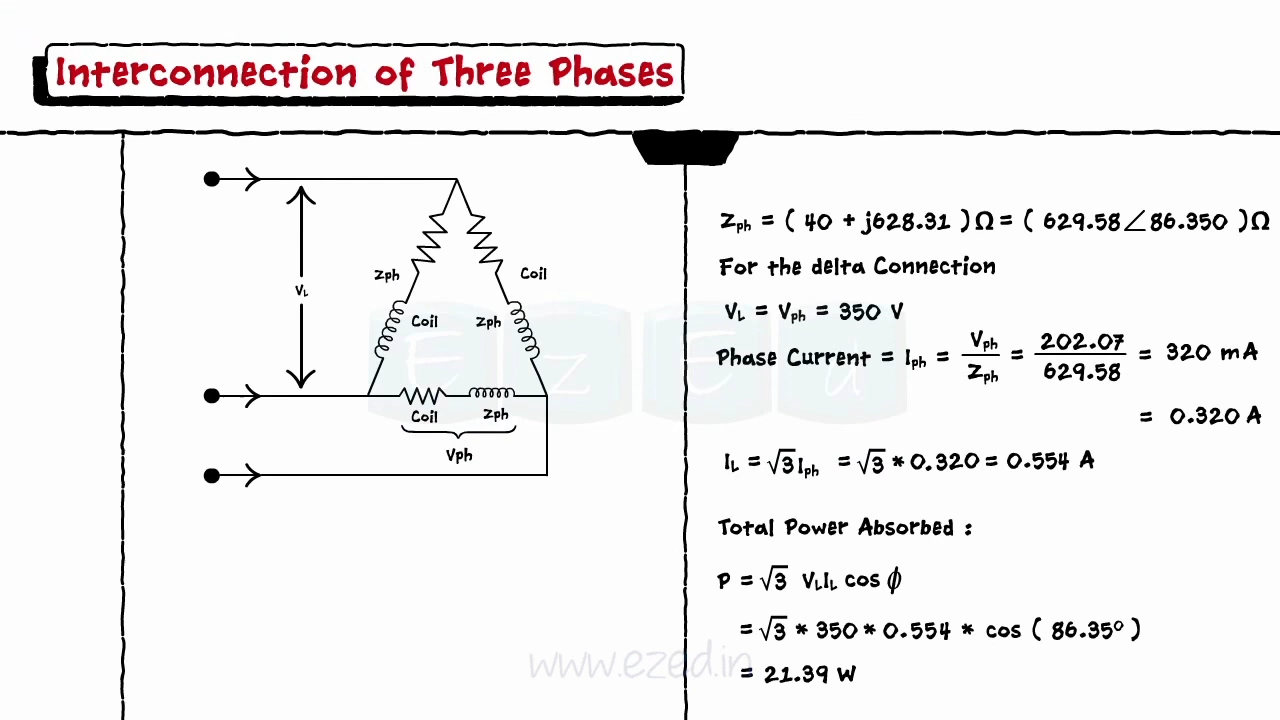 Interconnection of Three Phases
Zph
Coil
VL
Coil
Zph
Coil
Zph
Vph
Zph = ( 40 + j628.31 ) Ω = ( 629.58∠86.350 ) Ω
For the delta Connection
VL = Vph = 350 V
Phase Current = Iph = Vph / Zph = 202.07 / 629.58 = 320 mA
= 0.320 A
IL = √3 Iph = √3 * 0.320 = 0.554 A
Total Power Absorbed :
P = √3 VLIL cos ϕ
= √3 * 350 * 0.554 * cos ( 86.35° )
= 21.39 W
EzEd
www.ezed.in